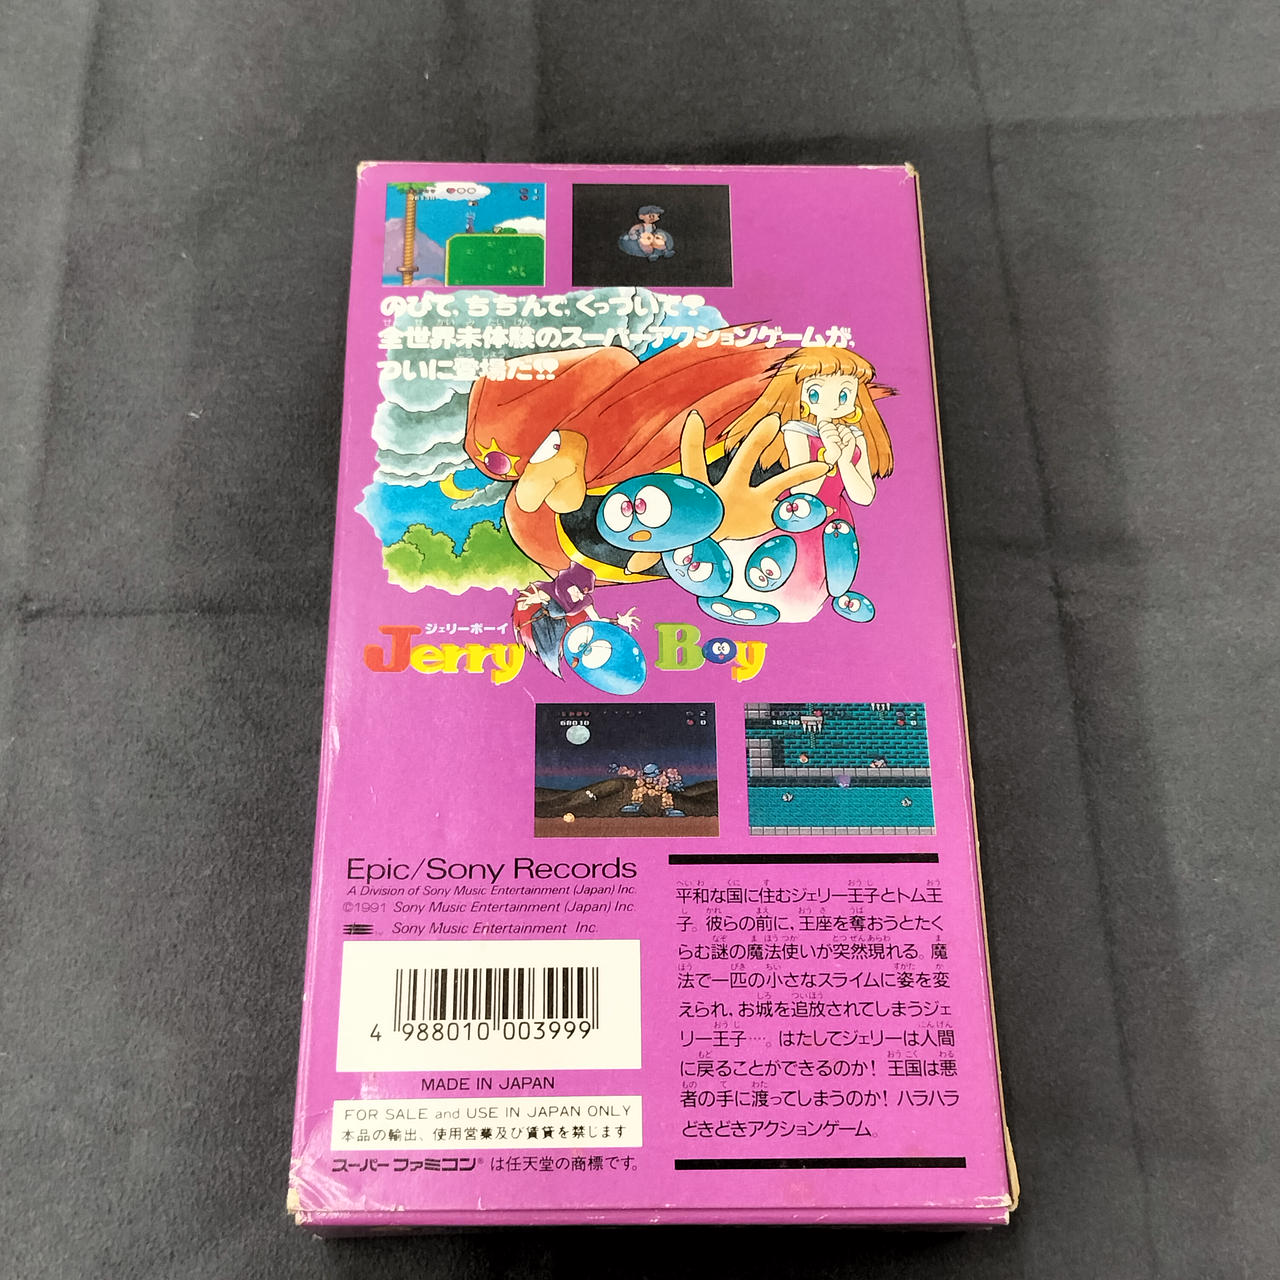 のびて、ちぢんで、くっついて?
全世界未体験のスーパーアクションゲームが、
ついに登場だ!!
ジェリーボーイ
Jerry Boy
68010
18240
Epic/Sony Records
A Division of Sony Music Entertainment (Japan) Inc.
©1991 Sony Music Entertainment (Japan) Inc.
Sony Music Entertainment Inc.
4 988010 003999
MADE IN JAPAN
FOR SALE and USE IN JAPAN ONLY
本品の輸出、使用営業及び賃貸を禁じます
スーパーファミコン®は任天堂の商標です。
平和な国に住むジェリー王子とトム王
子。彼らの前に、王座を奪おうとたく
らむ謎の魔法使いが突然現れる。魔
法で一匹の小さなスライムに姿を変
えられ、お城を追放されてしまうジェ
リー王子…。はたしてジェリーは人間
に戻ることができるのか! 王国は悪
者の手に渡ってしまうのか! ハラハラ
どきどきアクションゲーム。